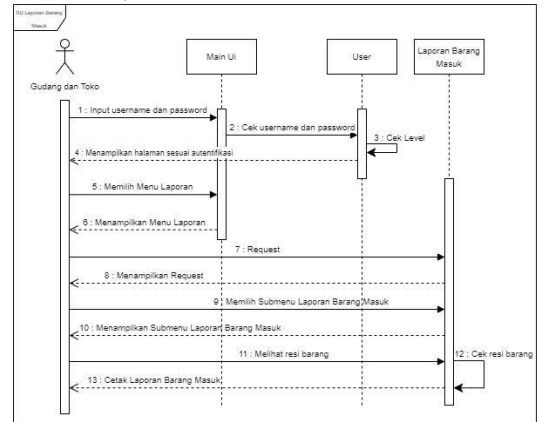 SD Laporan Barang
Masuk
Gudang dan Toko
Main Ui
User
Laporan Barang
Masuk
1 : Input username dan password
2 : Cek username dan password
3 : Cek Level
4 : Menampilkan halaman sesuai autentifikasi
5 : Memilih Menu Laporan
6 : Menampilkan Menu Laporan
7 : Request
8 : Menampilkan Request
9 : Memilih Submenu Laporan Barang Masuk
10 : Menampilkan Submenu Laporan Barang Masuk
11 : Melihat resi barang
12 : Cek resi barang
13 : Cetak Laporan Barang Masuk